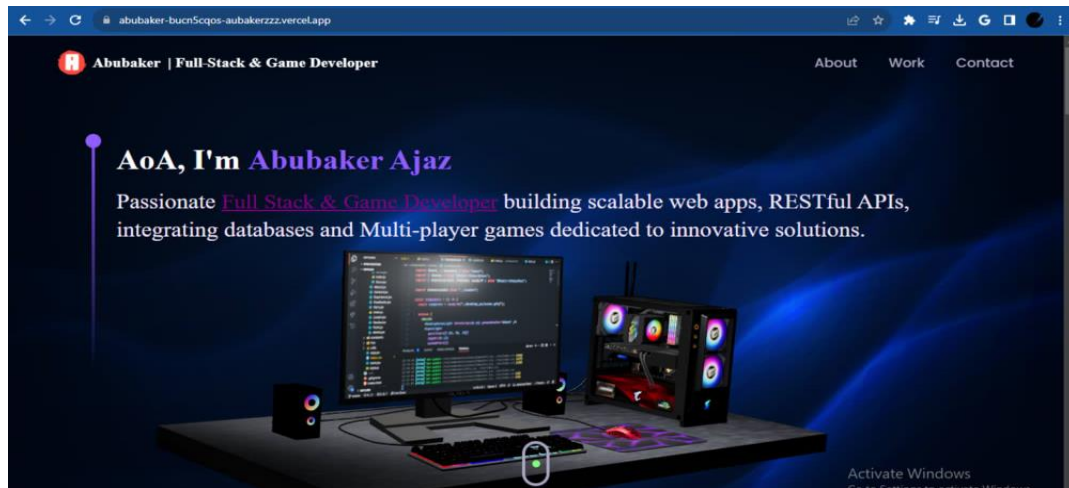 abubaker-bucn5cqos-aubakerzzz.vercel.app
Abubaker | Full-Stack & Game Developer
About Work Contact
AoA, I'm Abubaker Ajaz
Passionate Full Stack & Game Developer building scalable web apps, RESTful APIs,
integrating databases and Multi-player games dedicated to innovative solutions.
Activate Windows